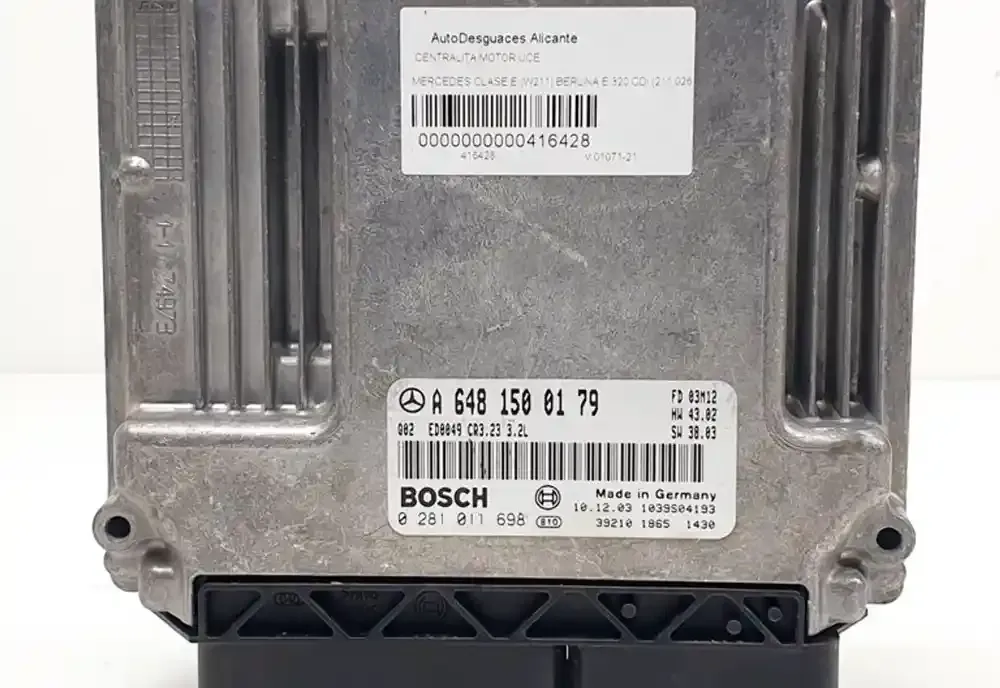 AutoDesguaces Alicante
CENTRALITA MOTOR UCE
MERCEDES CLASE E (W211) BERLINA E 320 CDI (211.026
0000000000416428
416428 V.01071-21
74973
A 648 150 01 79
FD 03M12
HW 43.02
Q02 ED0049 CR3.23 3.2L
SW 38.03
BOSCH
Made in Germany
10.12.03 1039S04193
0 281 011 698
39210 1865 1430